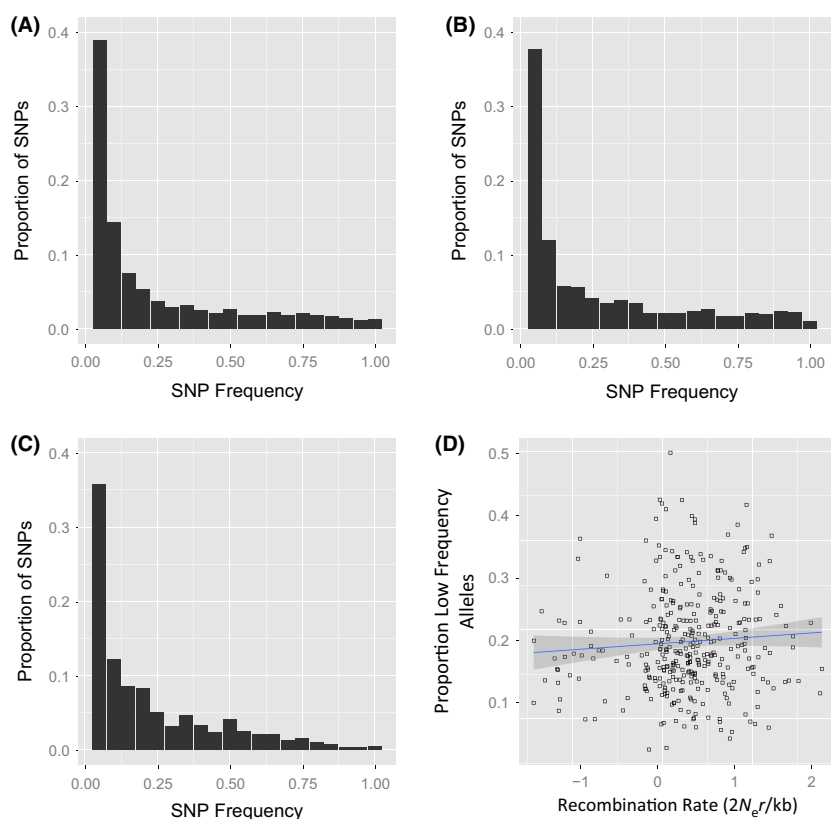 (A)
0.4
0.3
0.2
0.1
0.0
Proportion of SNPs
0.00 0.25 0.50 0.75 1.00
SNP Frequency
(B)
0.4
0.3
0.2
0.1
0.0
Proportion of SNPs
0.00 0.25 0.50 0.75 1.00
SNP Frequency
(C)
0.4
0.3
0.2
0.1
0.0
Proportion of SNPs
0.00 0.25 0.50 0.75 1.00
SNP Frequency
(D)
0.5
0.4
0.3
0.2
0.1
Proportion Low Frequency
Alleles
−1 0 1 2
Recombination Rate (2Nₑr/kb)